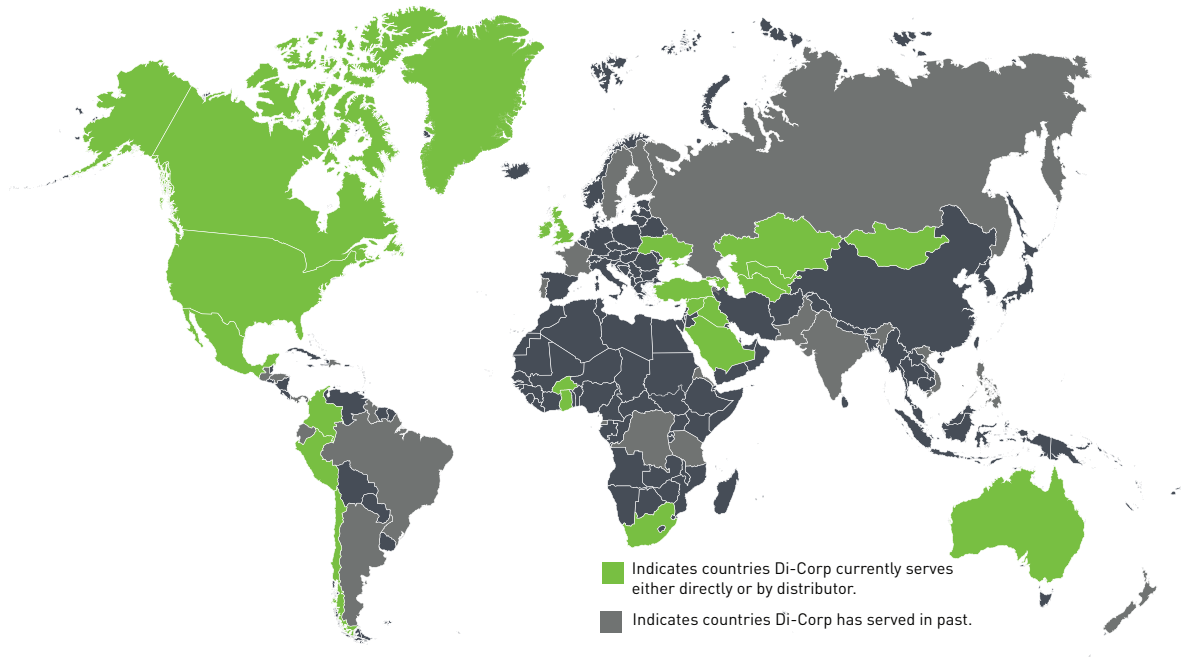 Indicates countries Di-Corp currently serves
either directly or by distributor.
Indicates countries Di-Corp has served in past.